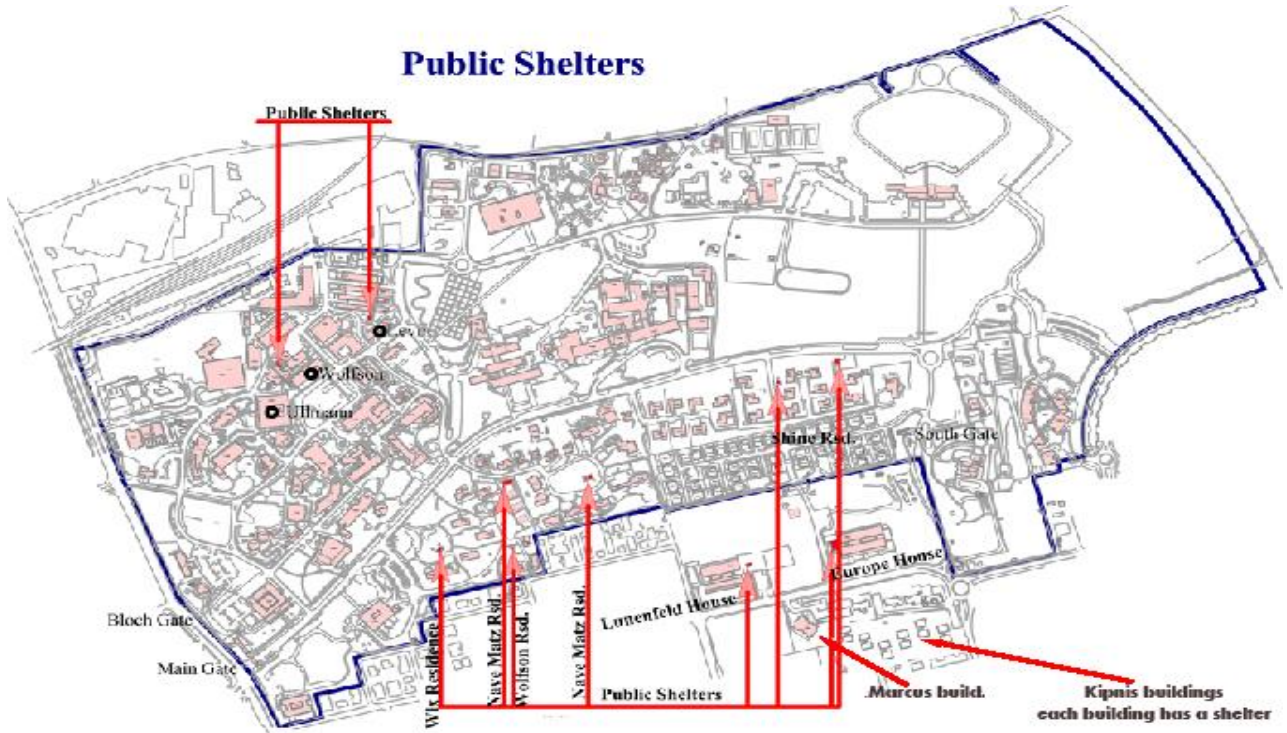 Public Shelters
Public Shelters
Levin
Wolfson
Ullmann
Shine Rsd.
South Gate
Europe House
Lonenfeld House
Bloch Gate
Main Gate
Wix Residence
Nave Matz Rsd.
Wolfson Rsd.
Nave Matz Rsd.
Public Shelters
Marcus build.
Kipnis buildings
each building has a shelter